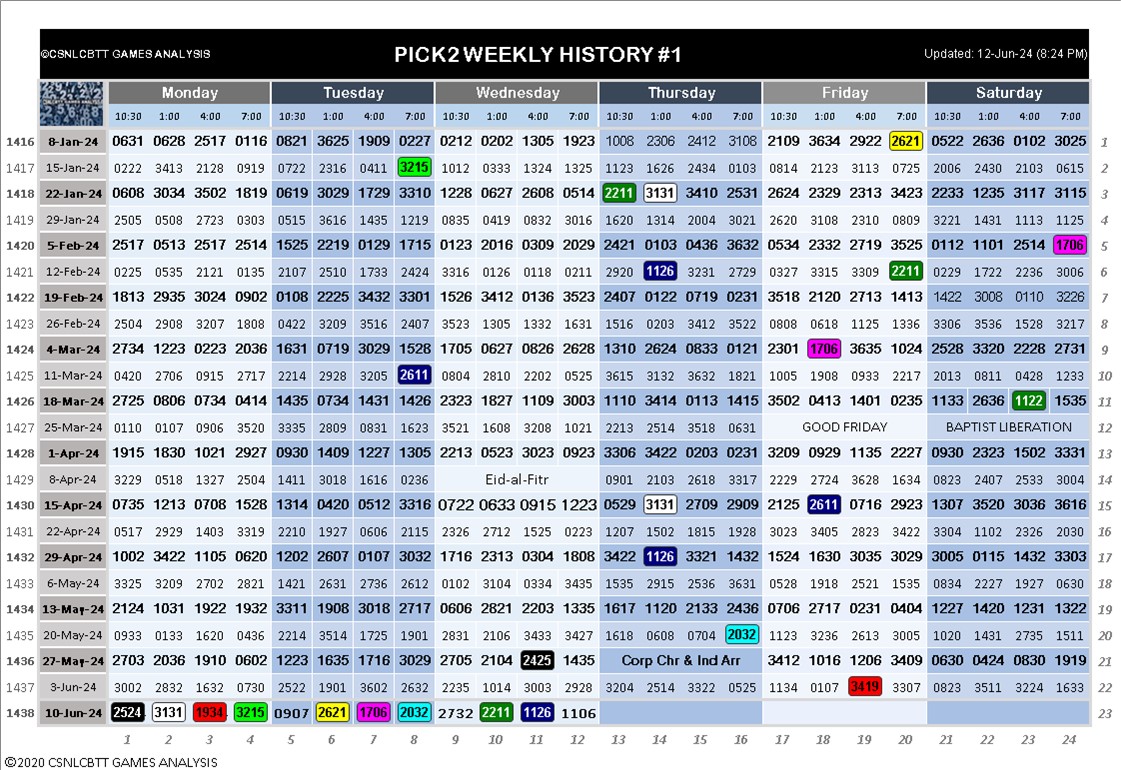 ©CSNLCBTT GAMES ANALYSIS PICK2 WEEKLY HISTORY #1 Updated: 12-Jun-24 (8:24 PM)
Monday Tuesday Wednesday Thursday Friday Saturday
10:30 1:00 4:00 7:00 10:30 1:00 4:00 7:00 10:30 1:00 4:00 7:00 10:30 1:00 4:00 7:00 10:30 1:00 4:00 7:00 10:30 1:00 4:00 7:00
1416 8-Jan-24 0631 0628 2517 0116 0821 3625 1909 0227 0212 0202 1305 1923 1008 2306 2412 3108 2109 3634 2922 2621 0522 2636 0102 3025 1
1417 15-Jan-24 0222 3413 2128 0919 0722 2316 0411 3215 1012 0333 1324 1325 1123 1626 2434 0103 0814 2123 3113 0725 2006 2430 2103 0615 2
1418 22-Jan-24 0608 3034 3502 1819 0619 3029 1729 3310 1228 0627 2608 0514 2211 3131 3410 2531 2624 2329 2313 3423 2233 1235 3117 3115 3
1419 29-Jan-24 2505 0508 2723 0303 0515 3616 1435 1219 0835 0419 0832 3016 1620 1314 2004 3021 2620 3108 2310 0809 3221 1431 1113 1125 4
1420 5-Feb-24 2517 0513 2517 2514 1525 2219 0129 1715 0123 2016 0309 2029 2421 0103 0436 3632 0534 2332 2719 3525 0112 1101 2514 1706 5
1421 12-Feb-24 0225 0535 2121 0135 2107 2510 1733 2424 3316 0126 0118 0211 2920 1126 3231 2729 0327 3315 3309 2211 0229 1722 2236 3006 6
1422 19-Feb-24 1813 2935 3024 0902 0108 2225 3432 3301 1526 3412 0136 3523 2407 0122 0719 0231 3518 2120 2713 1413 1422 3008 0110 3226 7
1423 26-Feb-24 2504 2908 3207 1808 0422 3209 3516 2407 3523 1305 1332 1631 1516 0203 3412 3522 0808 0618 1125 1336 3306 3536 1528 3217 8
1424 4-Mar-24 2734 1223 0223 2036 1631 0719 3029 1528 1705 0627 0826 2628 1310 2624 0833 0121 2301 1706 3635 1024 2528 3320 2228 2731 9
1425 11-Mar-24 0420 2706 0915 2717 2214 2928 3205 2611 0804 2810 2202 0525 3615 3132 3632 1821 1005 1908 2933 2217 2013 0811 0428 1233 10
1426 18-Mar-24 2725 0806 0734 0414 1435 0734 1431 1426 2323 1827 1109 3003 1110 3414 0113 1415 3502 0413 1401 0235 1133 2636 1122 1535 11
1427 25-Mar-24 0110 0107 0906 3520 3335 2809 0831 1623 3521 1608 3208 1021 2213 2514 3518 0631 GOOD FRIDAY BAPTIST LIBERATION 12
1428 1-Apr-24 1915 1830 1021 2927 0930 1409 1227 1305 2213 0523 3023 0923 3306 3422 0203 0231 3209 0929 1135 2227 0930 2323 1502 3331 13
1429 8-Apr-24 3229 0518 1327 2504 1411 3018 1616 0236 Eid-al-Fitr 0901 2103 2618 3317 2229 2724 3628 1634 0823 2407 2533 3004 14
1430 15-Apr-24 0735 1213 0708 1528 1314 0420 0512 3316 0722 0633 0915 1223 0529 3131 2709 2909 2125 2611 0716 2923 1307 3520 3036 3616 15
1431 22-Apr-24 0517 2929 1403 3319 2210 1927 0606 2115 2326 2712 1525 0223 1207 1502 1815 1928 3023 3405 2823 3422 3304 1102 2326 2030 16
1432 29-Apr-24 1002 3422 1105 0620 1202 2607 0107 3032 1716 2313 0304 1808 3422 1126 3321 1432 1524 1630 3035 3029 3005 0115 1432 3303 17
1433 6-May-24 3325 3209 2702 2821 1421 2631 2736 2612 0102 3104 0334 3435 1535 2915 2536 3631 0528 1918 2521 1535 0834 2227 1927 0630 18
1434 13-May-24 2124 1031 1922 1932 3311 1908 3018 2717 0606 2821 2203 1335 1617 1120 2133 2436 0706 2717 0231 0404 1227 1420 1231 1322 19
1435 20-May-24 0933 0133 1620 0436 2214 3514 1725 1901 2831 2106 3433 3427 1618 0608 0704 2032 1123 3236 2613 3005 1020 1431 2735 1511 20
1436 27-May-24 2703 2036 1910 0602 1223 1635 1716 3029 2705 2104 2425 1435 Corp Chr & Ind Arr 3412 1016 1206 3409 0630 0424 0830 1919 21
1437 3-Jun-24 3002 2832 1632 0730 2522 1901 3602 2632 2235 1014 3003 2928 3204 2514 3322 0525 1134 0107 3419 3307 0823 3511 3224 1633 22
1438 10-Jun-24 2524 3131 1934 3215 0907 2621 1706 2032 2732 2211 1126 1106 23
1 2 3 4 5 6 7 8 9 10 11 12 13 14 15 16 17 18 19 20 21 22 23 24
©2020 CSNLCBTT GAMES ANALYSIS